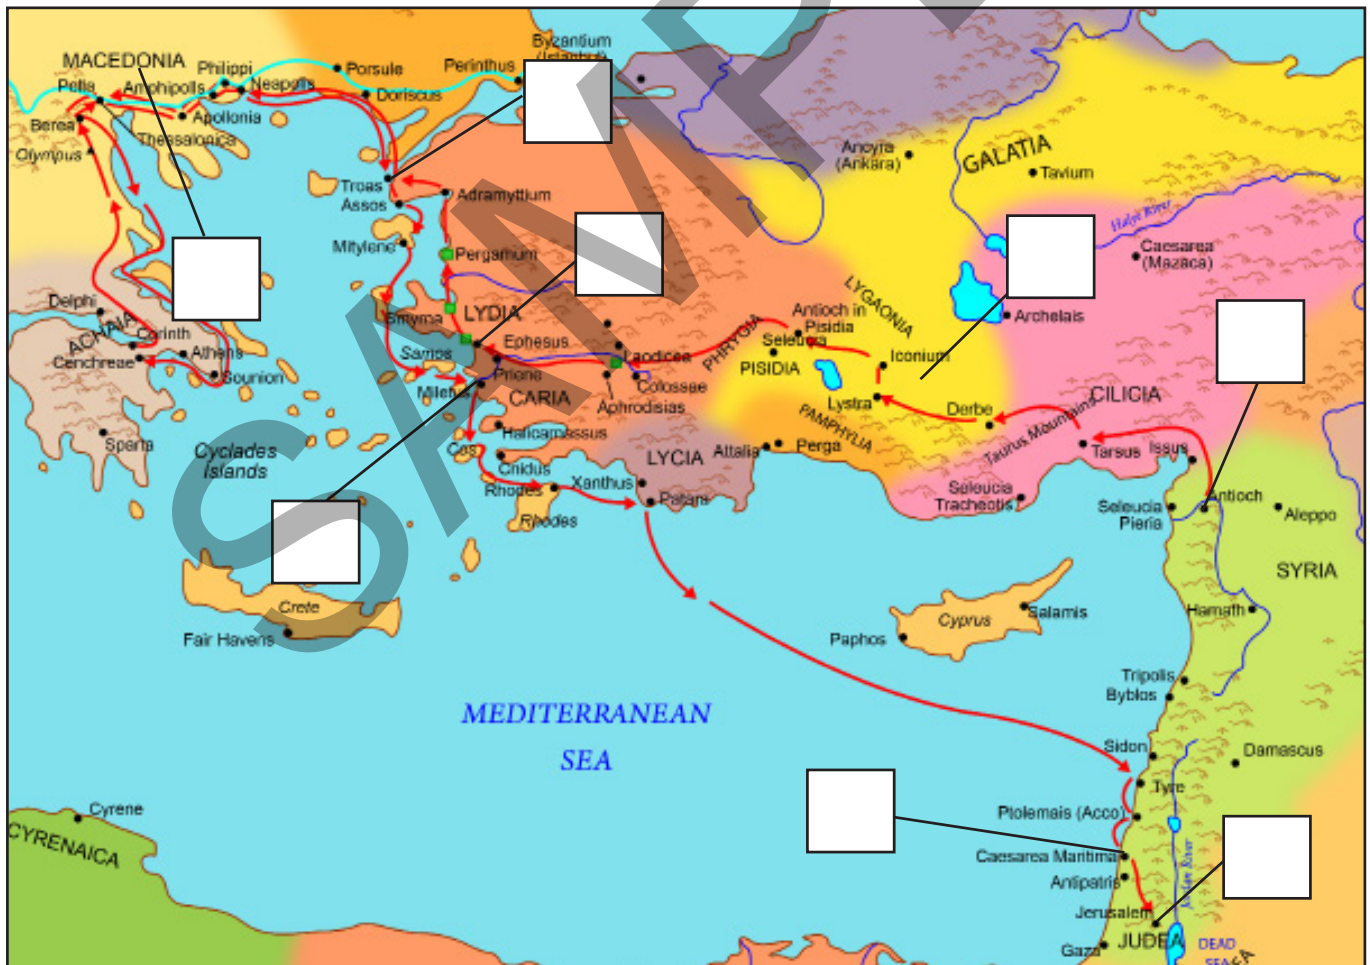 MACEDONIA
Byzantium
(Istanbul)
Philippi
Porsule
Perinthus
Pella
Amphipolls
Neapolis
Doriscus
Apollonia
Berea
Thessalonica
Olympus
Troas
Assos
Adramyttium
Mitylene
Pergamum
Ancyra
(Ankara)
GALATIA
Tavium
Halys River
Caesarea
(Mazaca)
Delphi
ACHAIA
Corinth
Cenchreae
Athens
Sounion
Sparta
Smyrna
LYDIA
Samos
Ephesus
Priene
Miletus
CARIA
Laodicea
Colossae
Aphrodisias
PHRYGIA
Antioch in
Pisidia
Seleucia
PISIDIA
LYGAONIA
Iconium
Archelais
Lystra
Derbe
PAMPHYLIA
Taurus Mountains
CILICIA
Tarsus
Issus
Halicarnassus
Cos
Cnidus
Rhodes
Rhodes
Xanthus
Patara
LYCIA
Attalia
Perga
Seleucia
Tracheotis
Seleucia
Pieria
Antioch
Aleppo
SYRIA
Cyclades
Islands
Crete
Fair Havens
Cyprus
Salamis
Paphos
Hamath
Tripolis
Byblos
MEDITERRANEAN
SEA
Sidon
Damascus
Tyre
Ptolemais (Acco)
Caesarea Maritima
Antipatris
Jordan River
Jerusalem
JUDEA
Gaza
DEAD
SEA
Cyrene
CYRENAICA